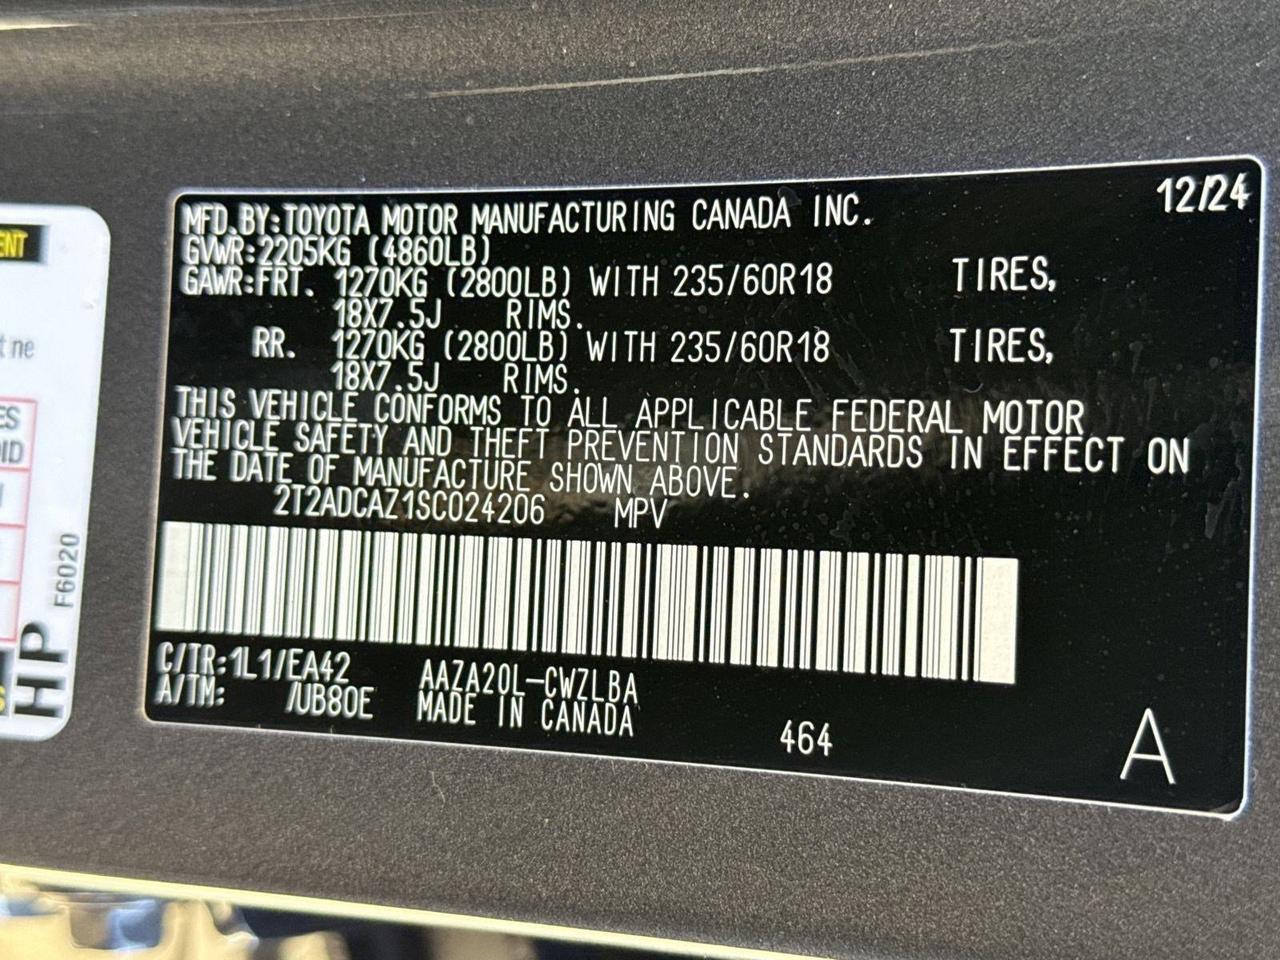 12/24
MFD.BY:TOYOTA MOTOR MANUFACTURING CANADA INC.
GVWR:2205KG (4860LB)
GAWR:FRT. 1270KG (2800LB) WITH 235/60R18 TIRES,
18X7.5J RIMS.
RR. 1270KG (2800LB) WITH 235/60R18 TIRES,
18X7.5J RIMS.
THIS VEHICLE CONFORMS TO ALL APPLICABLE FEDERAL MOTOR
VEHICLE SAFETY AND THEFT PREVENTION STANDARDS IN EFFECT ON
THE DATE OF MANUFACTURE SHOWN ABOVE.
2T2ADCAZ1SC024206 MPV
C/TR:1L1/EA42 AAZA20L-CWZLBA
A/TM: /UB80E MADE IN CANADA
464
A
F6020
HP